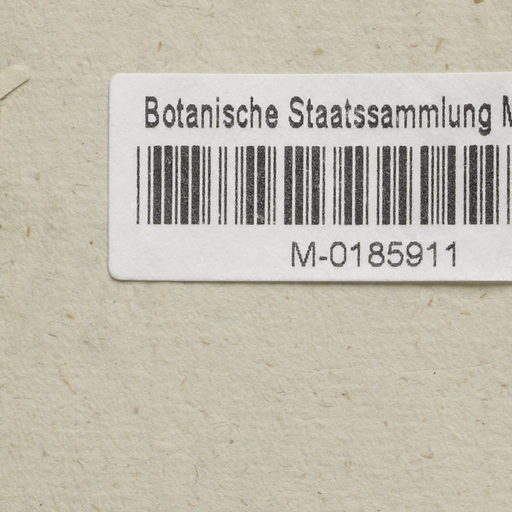 Botanische Staatssammlung M
M-0185911